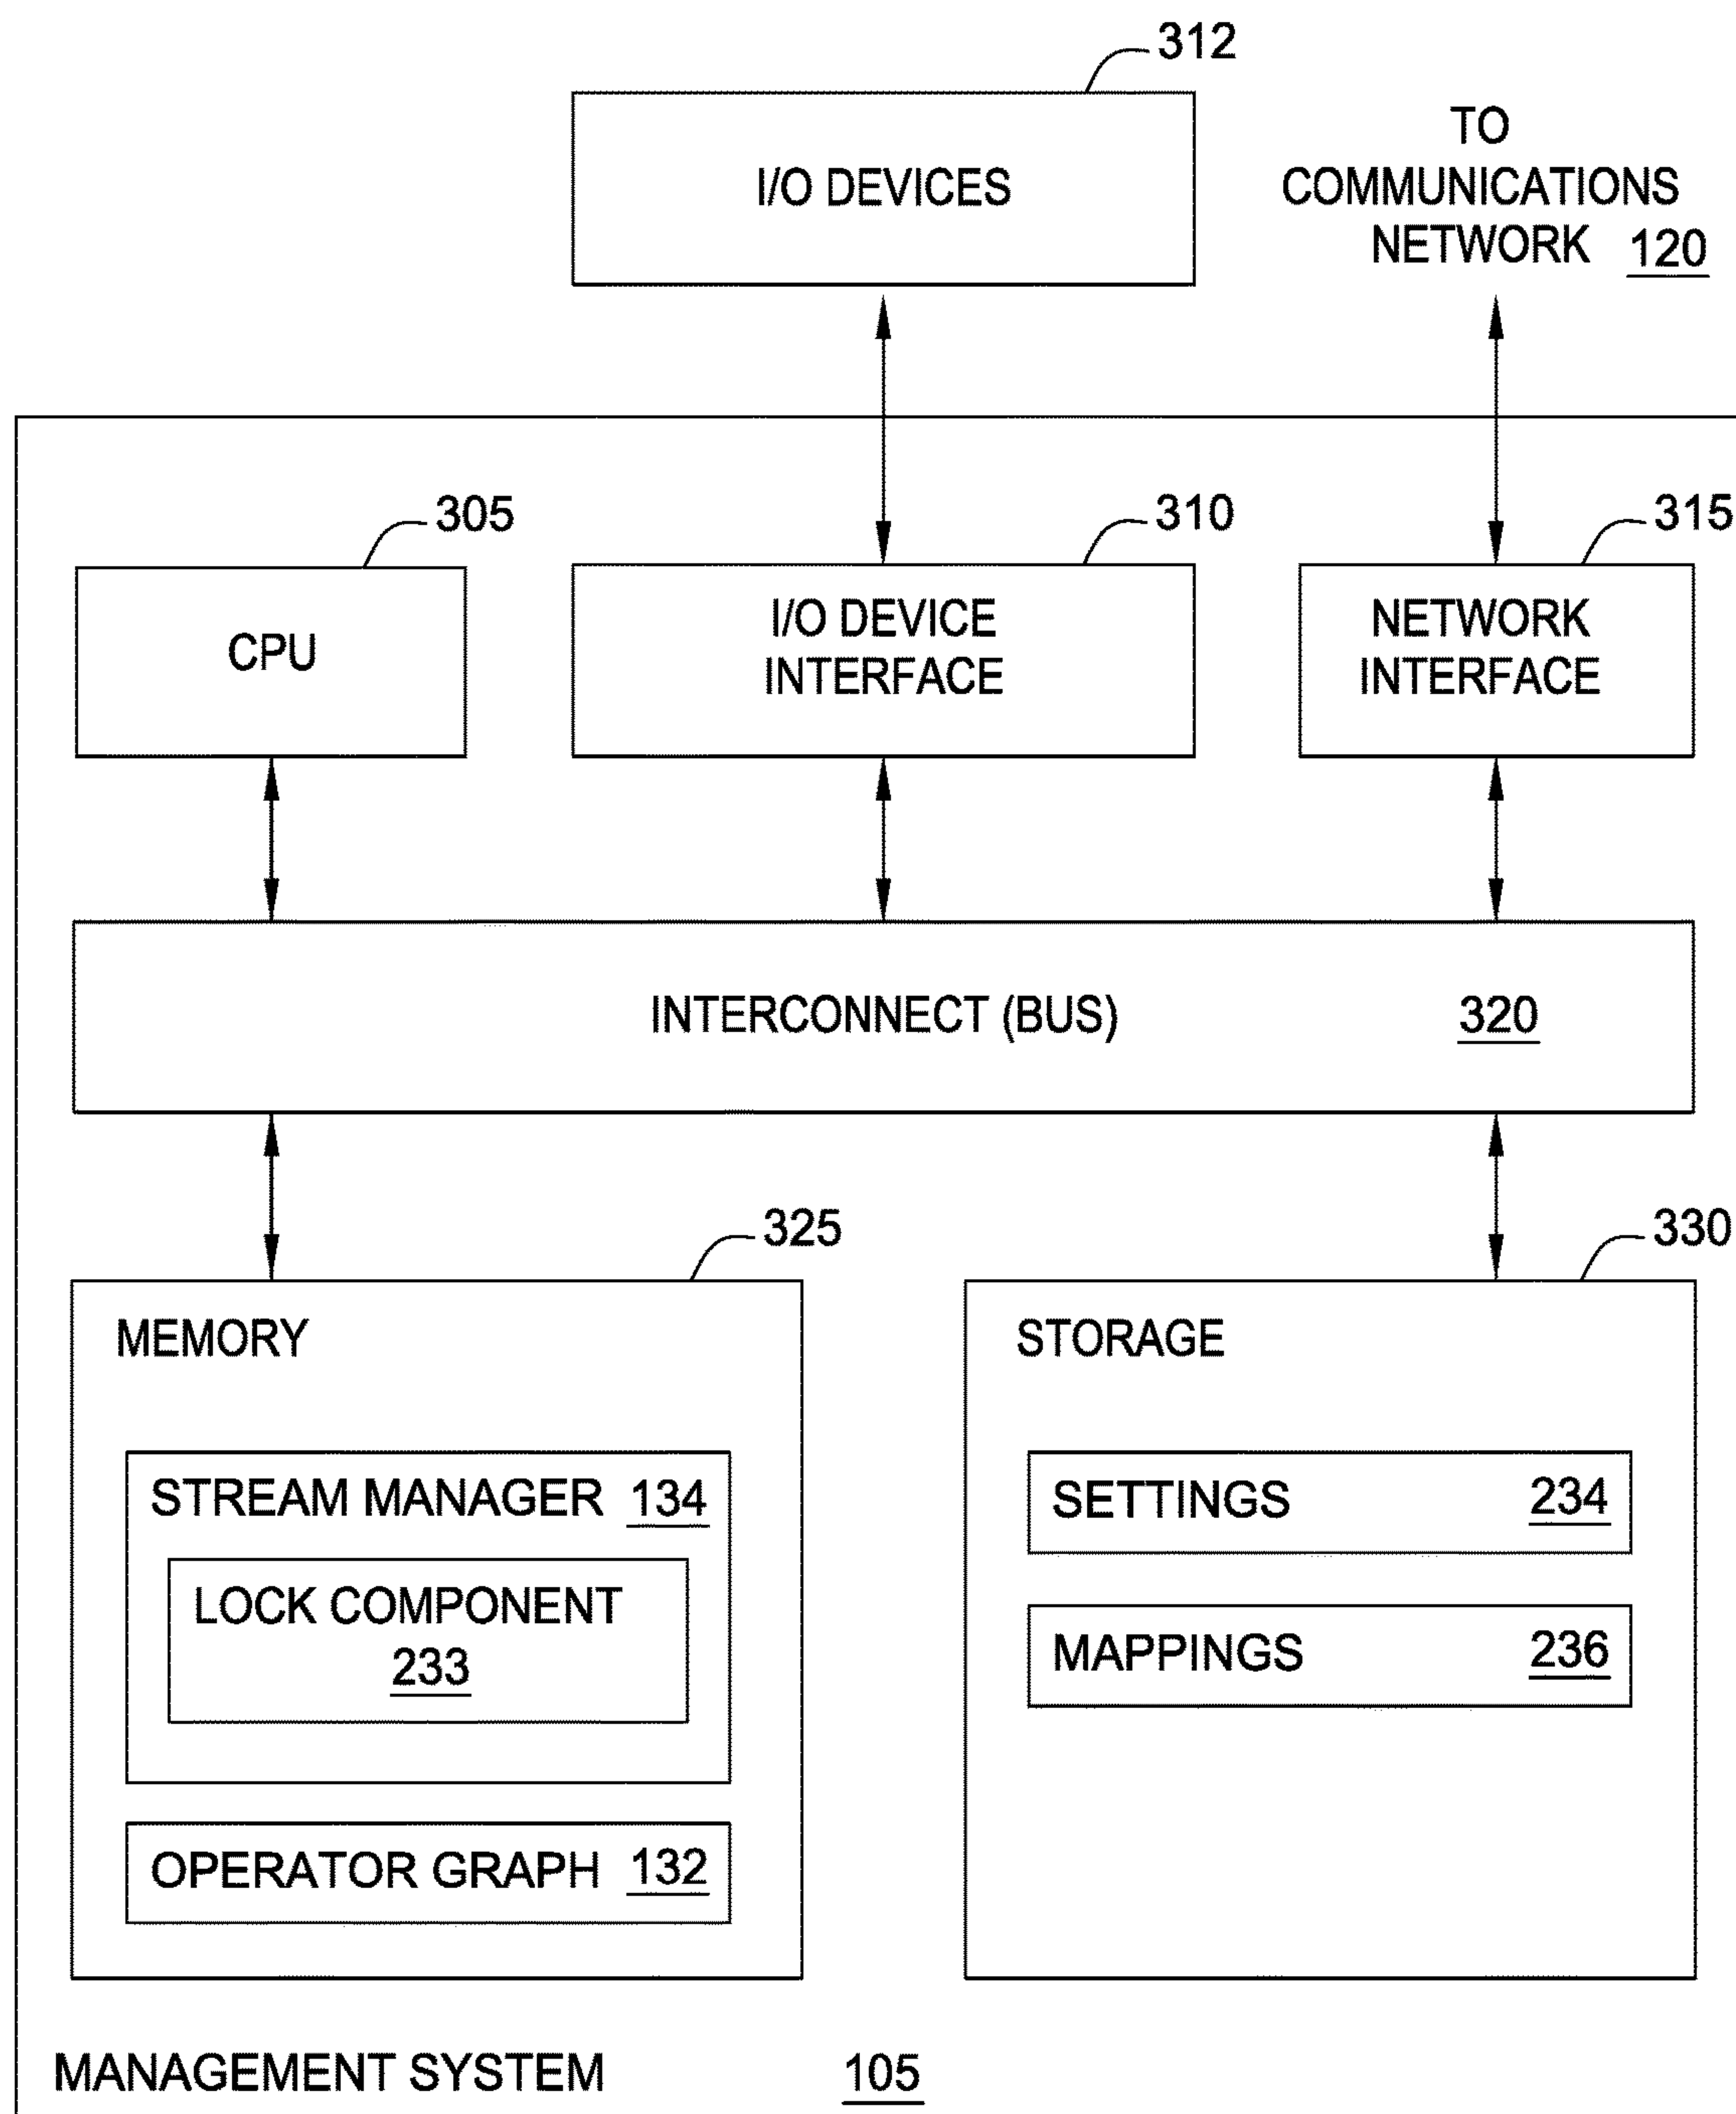 312
I/O DEVICES
TO
COMMUNICATIONS
NETWORK 120
305
310
315
CPU
I/O DEVICE
INTERFACE
NETWORK
INTERFACE
INTERCONNECT (BUS) 320
325
330
MEMORY
STREAM MANAGER 134
LOCK COMPONENT
233
OPERATOR GRAPH 132
STORAGE
SETTINGS 234
MAPPINGS 236
MANAGEMENT SYSTEM 105